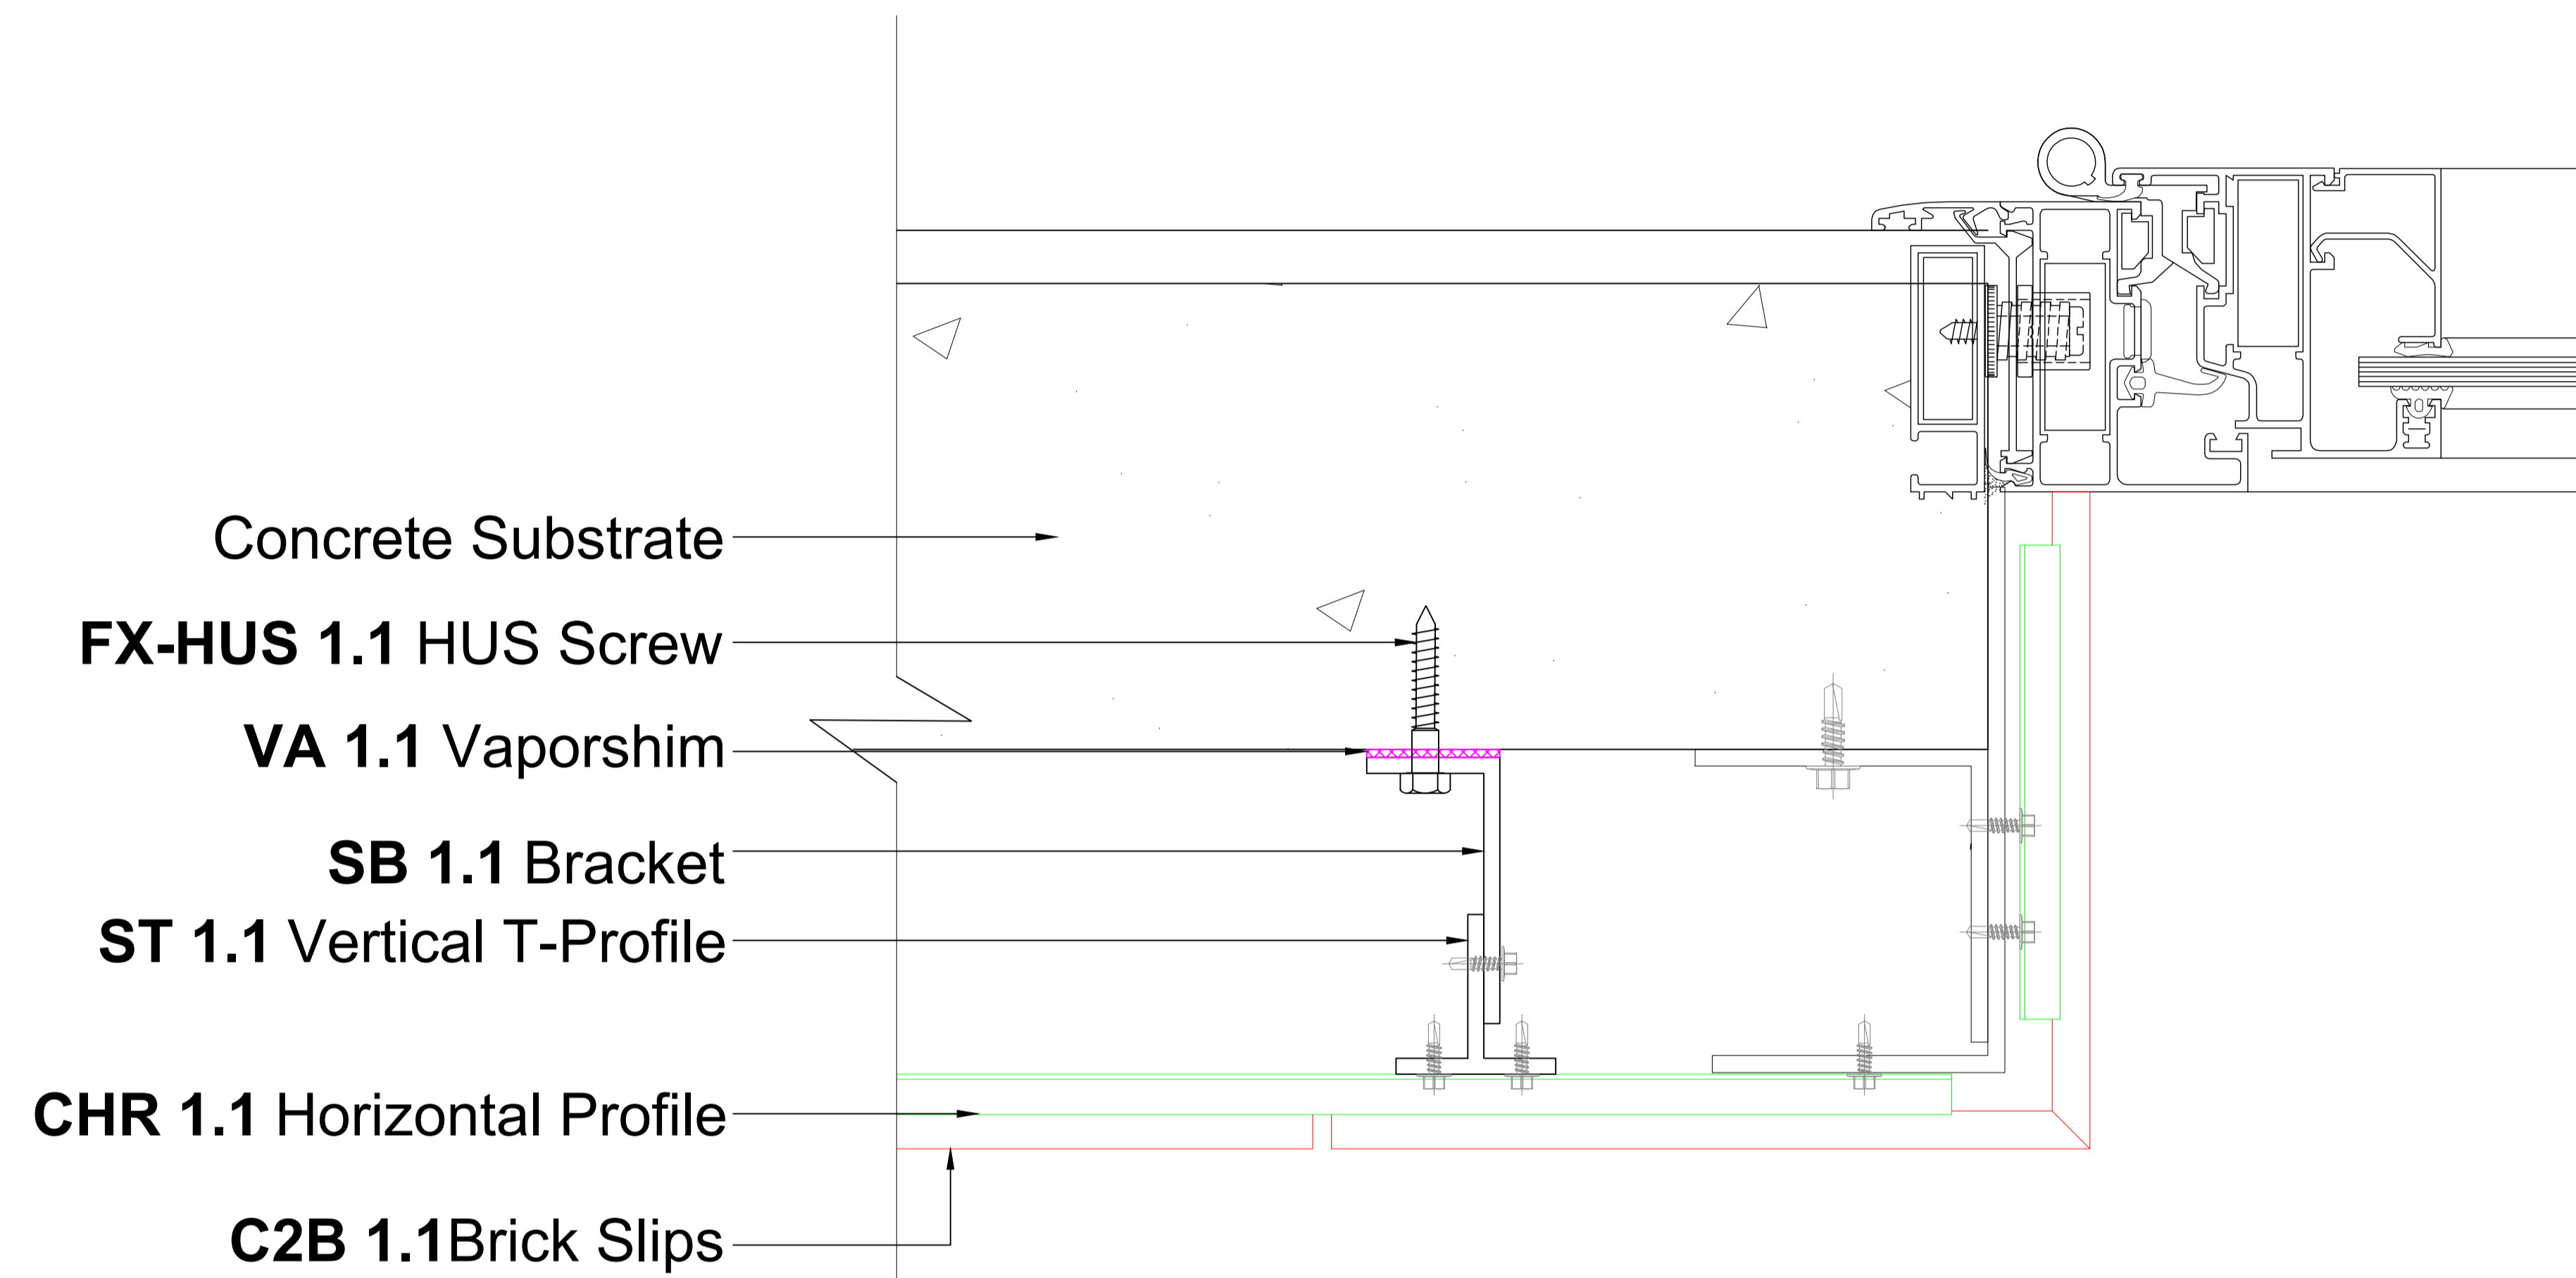 Concrete Substrate
FX-HUS 1.1 HUS Screw
VA 1.1 Vaporshim
SB 1.1 Bracket
ST 1.1 Vertical T-Profile
CHR 1.1 Horizontal Profile
C2B 1.1Brick Slips